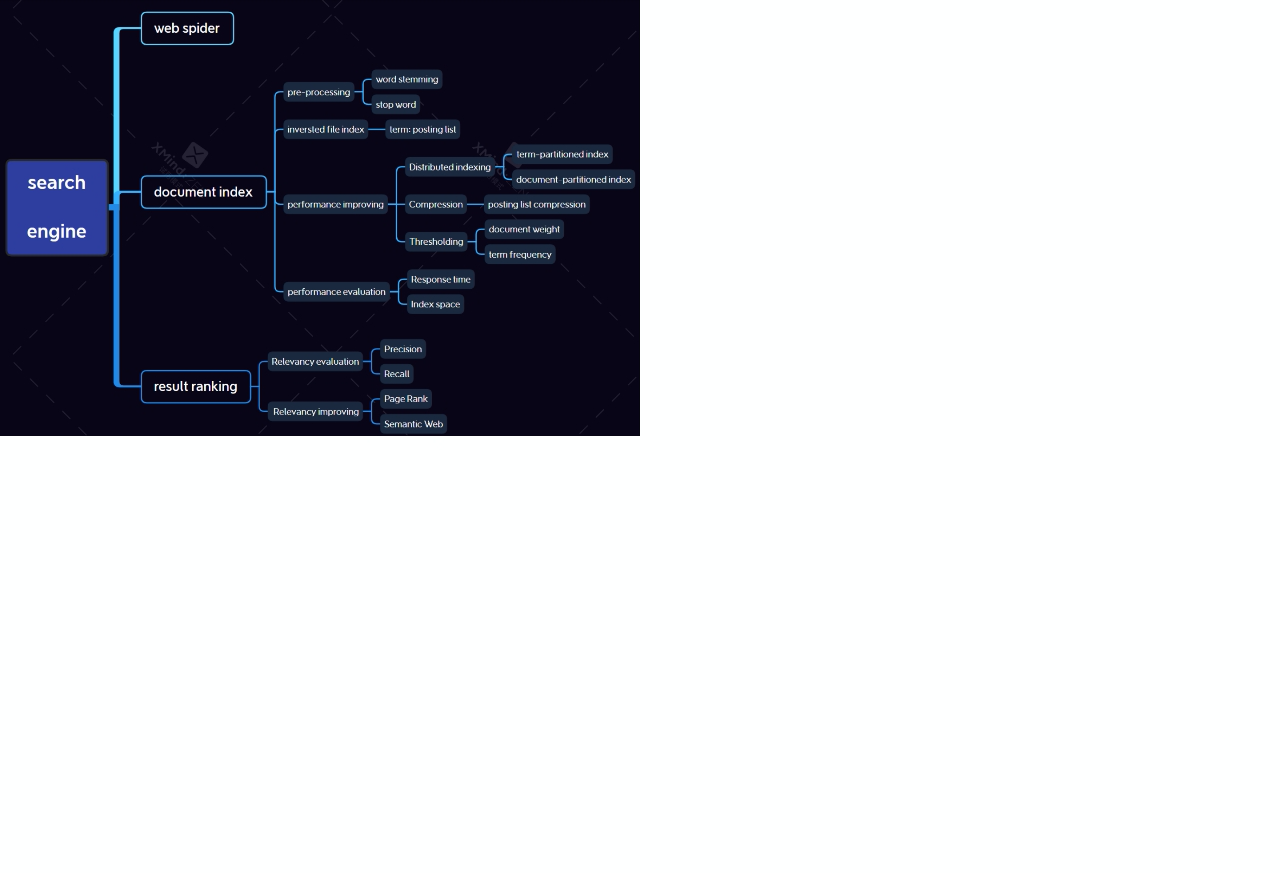 web spider
word stemming
pre-processing
stop word
inversted file index
term: posting list
term-partitioned index
Distributed indexing
document-partitioned index
search
engine
document index
performance improving
Compression
posting list compression
document weight
Thresholding
term frequency
Response time
performance evaluation
Index space
Precision
Relevancy evaluation
Recall
result ranking
Page Rank
Relevancy improving
Semantic Web
XMind
XMind